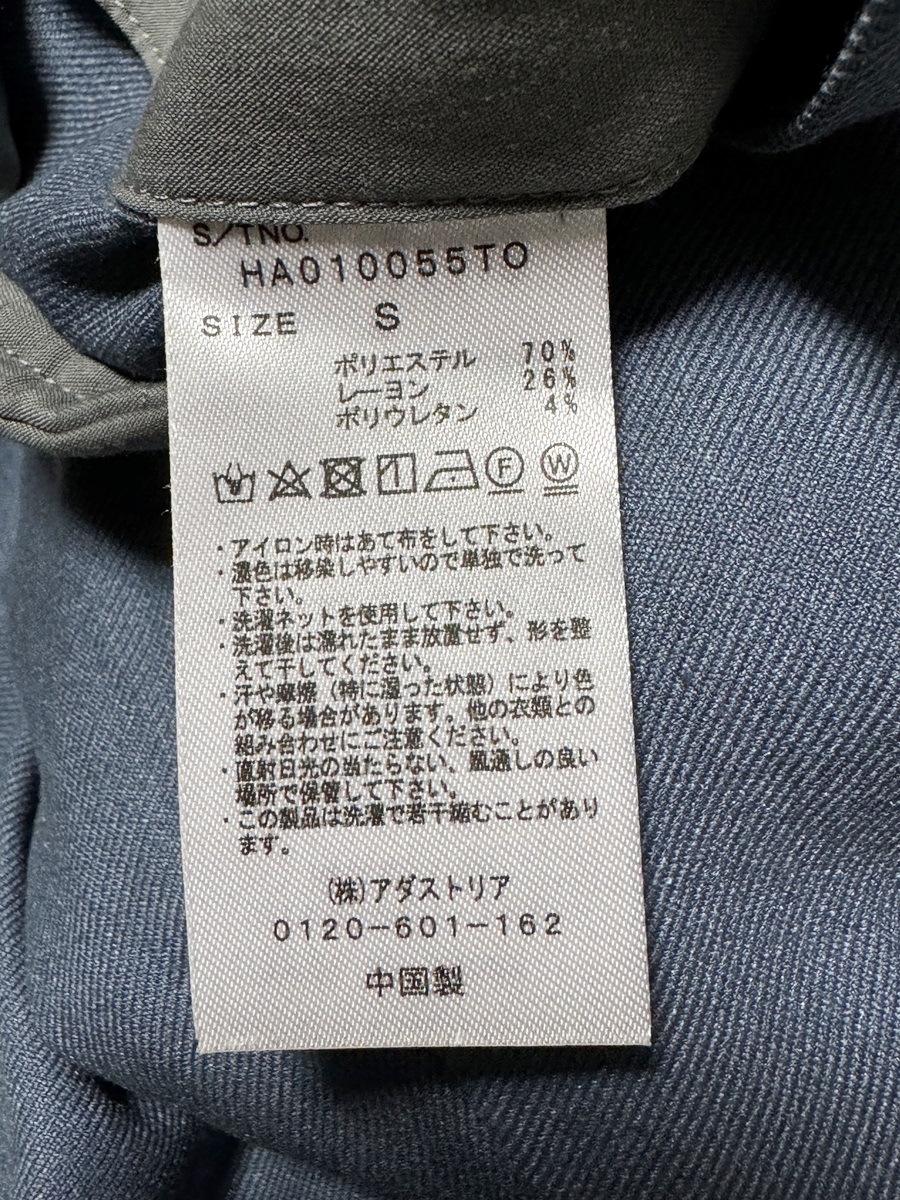 S/TNO.
HA010055TO
SIZE S
ポリエステル 70%
レーヨン 26%
ポリウレタン 4%
F W
・アイロン時はあて布をして下さい。
・濃色は移染しやすいので単独で洗って
下さい。
・洗濯ネットを使用して下さい。
・洗濯後は濡れたまま放置せず、形を整
えて干してください。
・汗や摩擦（特に湿った状態）により色
が移る場合があります。他の衣類との
組み合わせにご注意ください。
・直射日光の当たらない、風通しの良い
場所で保管して下さい。
・この製品は洗濯で若干縮むことがあり
ます。
(株)アダストリア
0120-601-162
中国製